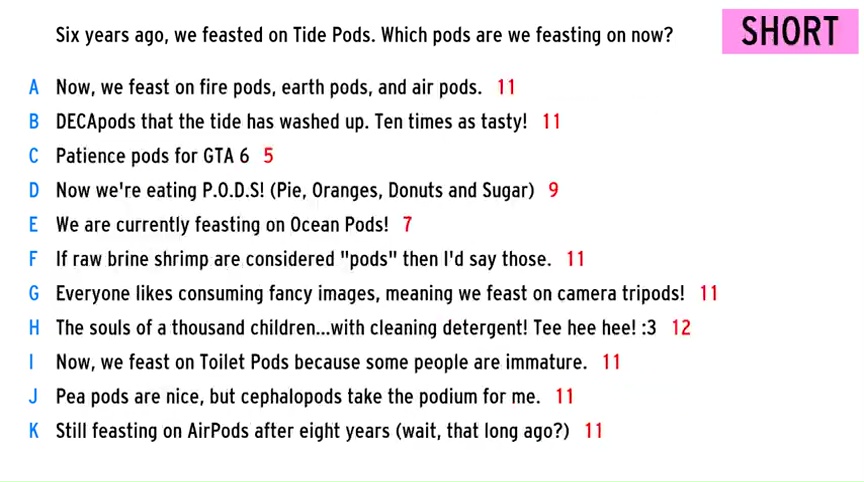 Six years ago, we feasted on Tide Pods. Which pods are we feasting on now?
SHORT
A Now, we feast on fire pods, earth pods, and air pods. 11
B DECApods that the tide has washed up. Ten times as tasty! 11
C Patience pods for GTA 6 5
D Now we're eating P.O.D.S! (Pie, Oranges, Donuts and Sugar) 9
E We are currently feasting on Ocean Pods! 7
F If raw brine shrimp are considered "pods" then I'd say those. 11
G Everyone likes consuming fancy images, meaning we feast on camera tripods! 11
H The souls of a thousand children...with cleaning detergent! Tee hee hee! :3 12
I Now, we feast on Toilet Pods because some people are immature. 11
J Pea pods are nice, but cephalopods take the podium for me. 11
K Still feasting on AirPods after eight years (wait, that long ago?) 11